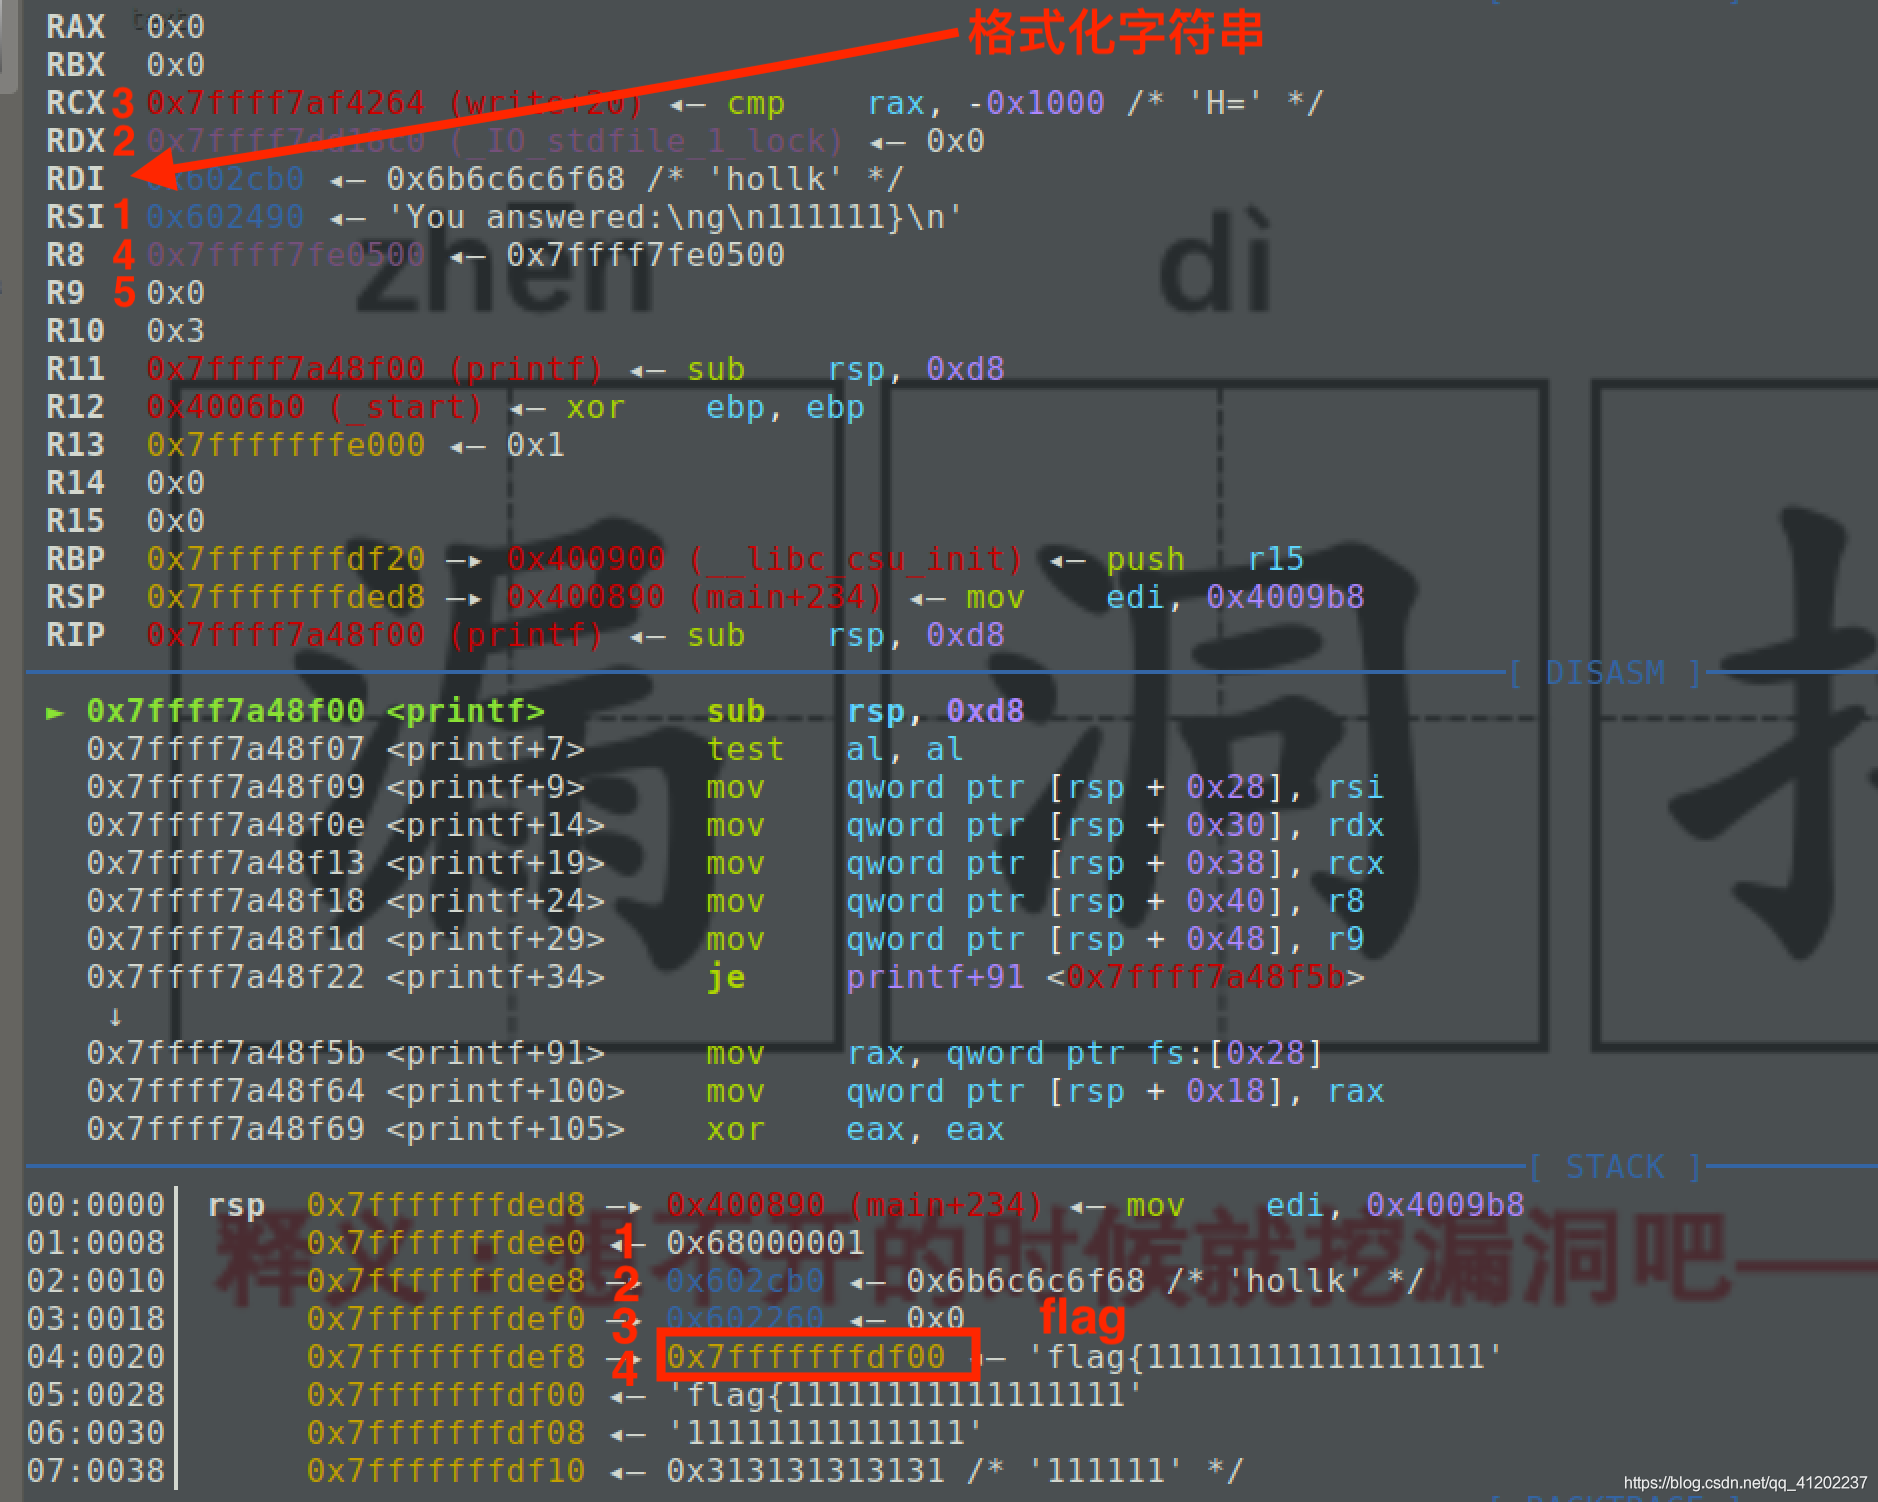 RAX 0x0
格式化字符串
RBX 0x0
RCX 3 0x7ffff7af4264 (write+20) ◂— cmp rax, -0x1000 /* 'H=' */
RDX 2 0x7ffff7dd18c0 (_IO_stdfile_1_lock) ◂— 0x0
RDI 0x602cb0 ◂— 0x6b6c6c6f68 /* 'hollk' */
RSI 1 0x602490 ◂— 'You answered:\ng\n111111}\n'
R8 4 0x7ffff7fe0500 ◂— 0x7ffff7fe0500
zhēn dì
R9 5 0x0
R10 0x3
R11 0x7ffff7a48f00 (printf) ◂— sub rsp, 0xd8
R12 0x4006b0 (_start) ◂— xor ebp, ebp
R13 0x7fffffffe000 ◂— 0x1
R14 0x0
R15 0x0
RBP 0x7fffffffdf20 —▸ 0x400900 (__libc_csu_init) ◂— push r15
RSP 0x7fffffffded8 —▸ 0x400890 (main+234) ◂— mov edi, 0x4009b8
RIP 0x7ffff7a48f00 (printf) ◂— sub rsp, 0xd8
[ DISASM ]
漏 洞
► 0x7ffff7a48f00 <printf> sub rsp, 0xd8
0x7ffff7a48f07 <printf+7> test al, al
0x7ffff7a48f09 <printf+9> mov qword ptr [rsp + 0x28], rsi
0x7ffff7a48f0e <printf+14> mov qword ptr [rsp + 0x30], rdx
0x7ffff7a48f13 <printf+19> mov qword ptr [rsp + 0x38], rcx
0x7ffff7a48f18 <printf+24> mov qword ptr [rsp + 0x40], r8
0x7ffff7a48f1d <printf+29> mov qword ptr [rsp + 0x48], r9
0x7ffff7a48f22 <printf+34> je printf+91 <0x7ffff7a48f5b>
↓
0x7ffff7a48f5b <printf+91> mov rax, qword ptr fs:[0x28]
0x7ffff7a48f64 <printf+100> mov qword ptr [rsp + 0x18], rax
0x7ffff7a48f69 <printf+105> xor eax, eax
[ STACK ]
00:0000│ rsp 0x7fffffffded8 —▸ 0x400890 (main+234) ◂— mov edi, 0x4009b8
01:0008│ 0x7fffffffdee0 ◂— 1 0x68000001
释义：想不开的时候就挖漏洞吧——
02:0010│ 0x7fffffffdee8 —▸ 2 0x602cb0 ◂— 0x6b6c6c6f68 /* 'hollk' */
03:0018│ 0x7fffffffdef0 —▸ 3 0x602260 ◂— 0x0 flag
04:0020│ 0x7fffffffdef8 —▸ 4 0x7fffffffdf00 ◂— 'flag{11111111111111111'
05:0028│ 0x7fffffffdf00 ◂— 'flag{11111111111111111'
06:0030│ 0x7fffffffdf08 ◂— '11111111111111'
07:0038│ 0x7fffffffdf10 ◂— 0x313131313131 /* '111111' */
https://blog.csdn.net/qq_41202237